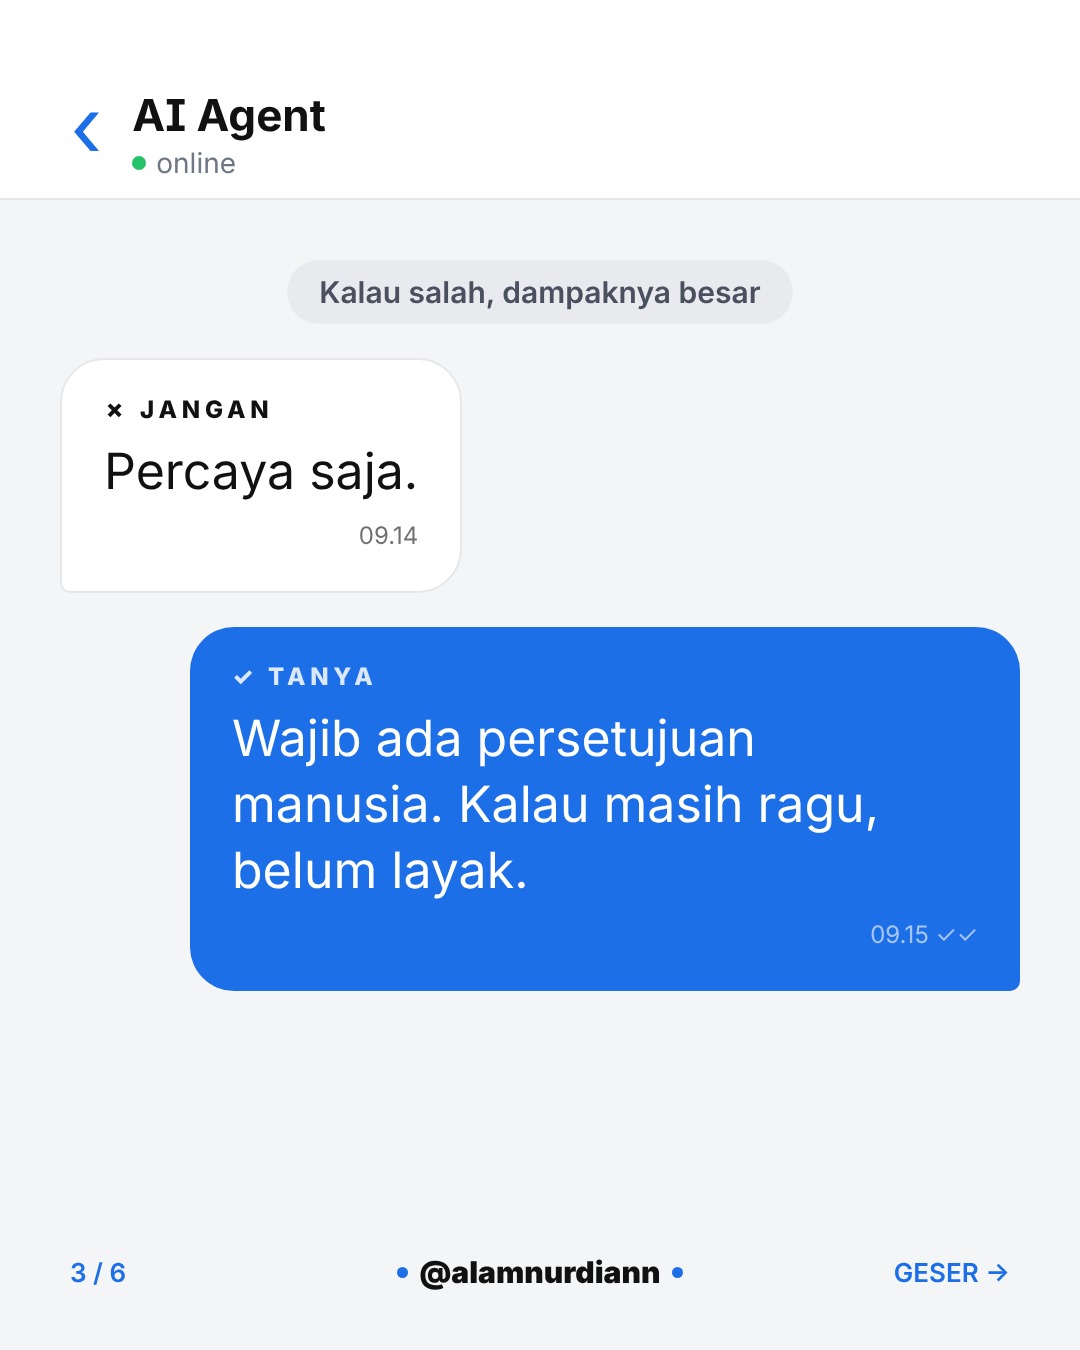 AI Agent
online
Kalau salah, dampaknya besar
× JANGAN
Percaya saja.
09.14
✓ TANYA
Wajib ada persetujuan
manusia. Kalau masih ragu,
belum layak.
09.15 ✓✓
3 / 6
• @alamnurdiann •
GESER →